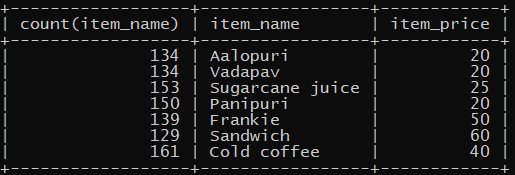 +------------------+-----------------+------------+
| count(item_name) | item_name       | item_price |
+------------------+-----------------+------------+
|              134 | Aalopuri        |         20 |
|              134 | Vadapav         |         20 |
|              153 | Sugarcane juice |         25 |
|              150 | Panipuri        |         20 |
|              139 | Frankie         |         50 |
|              129 | Sandwich        |         60 |
|              161 | Cold coffee     |         40 |
+------------------+-----------------+------------+